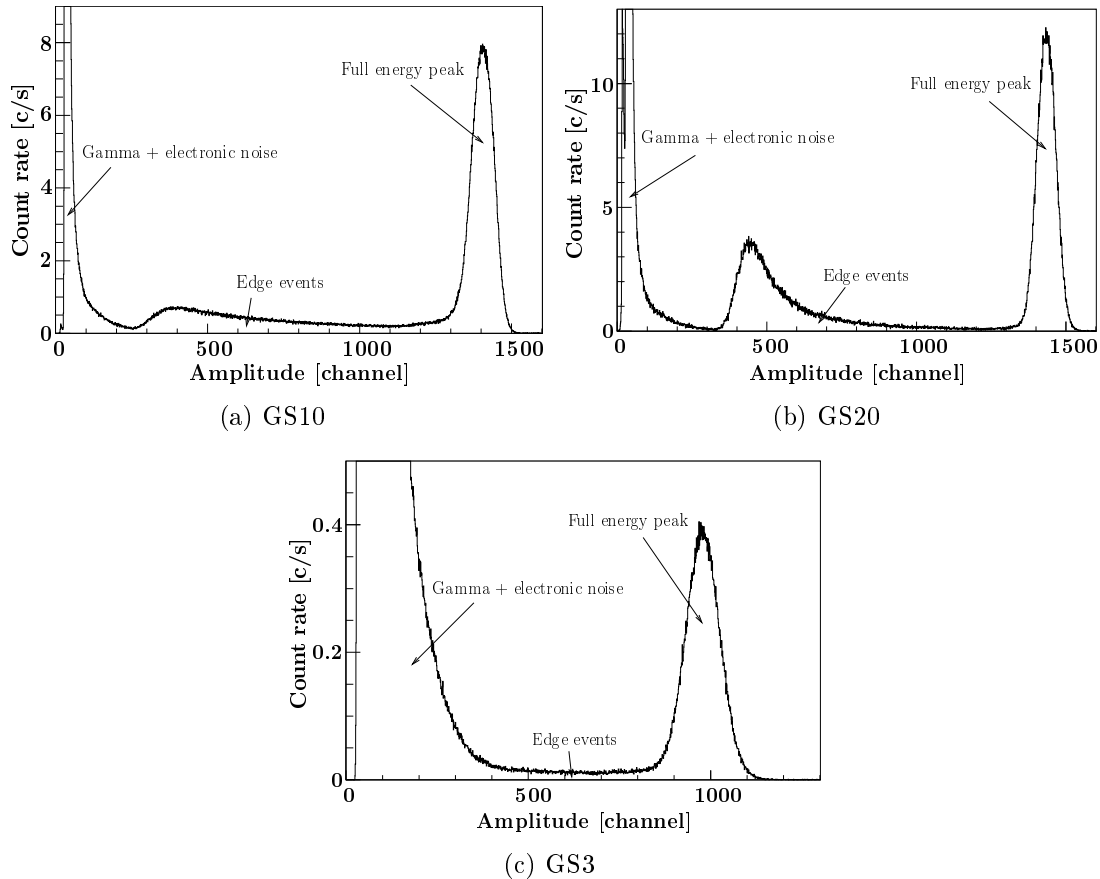 8
6
4
2
0
Count rate [c/s]
Full energy peak
Gamma + electronic noise
Edge events
0
500
1000
1500
Amplitude [channel]
(a) GS10
10
5
0
Count rate [c/s]
Full energy peak
Gamma + electronic noise
Edge events
0
500
1000
1500
Amplitude [channel]
(b) GS20
0.4
0.2
0
Count rate [c/s]
Full energy peak
Gamma + electronic noise
Edge events
0
500
1000
Amplitude [channel]
(c) GS3